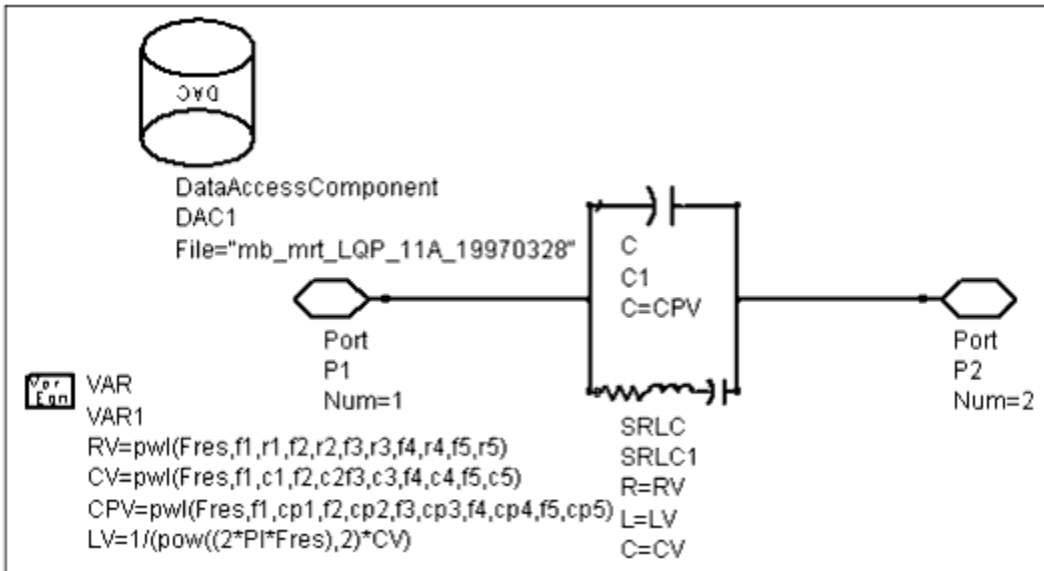 DAC
DataAccessComponent
DAC1
File="mb_mrt_LQP_11A_19970328"
C
C1
C=CPV
Port
P1
Num=1
Port
P2
Num=2
Var
Eqn
VAR
VAR1
RV=pwl(Fres,f1,r1,f2,r2,f3,r3,f4,r4,f5,r5)
CV=pwl(Fres,f1,c1,f2,c2f3,c3,f4,c4,f5,c5)
CPV=pwl(Fres,f1,cp1,f2,cp2,f3,cp3,f4,cp4,f5,cp5)
LV=1/(pow((2*PI*Fres),2)*CV)
SRLC
SRLC1
R=RV
L=LV
C=CV